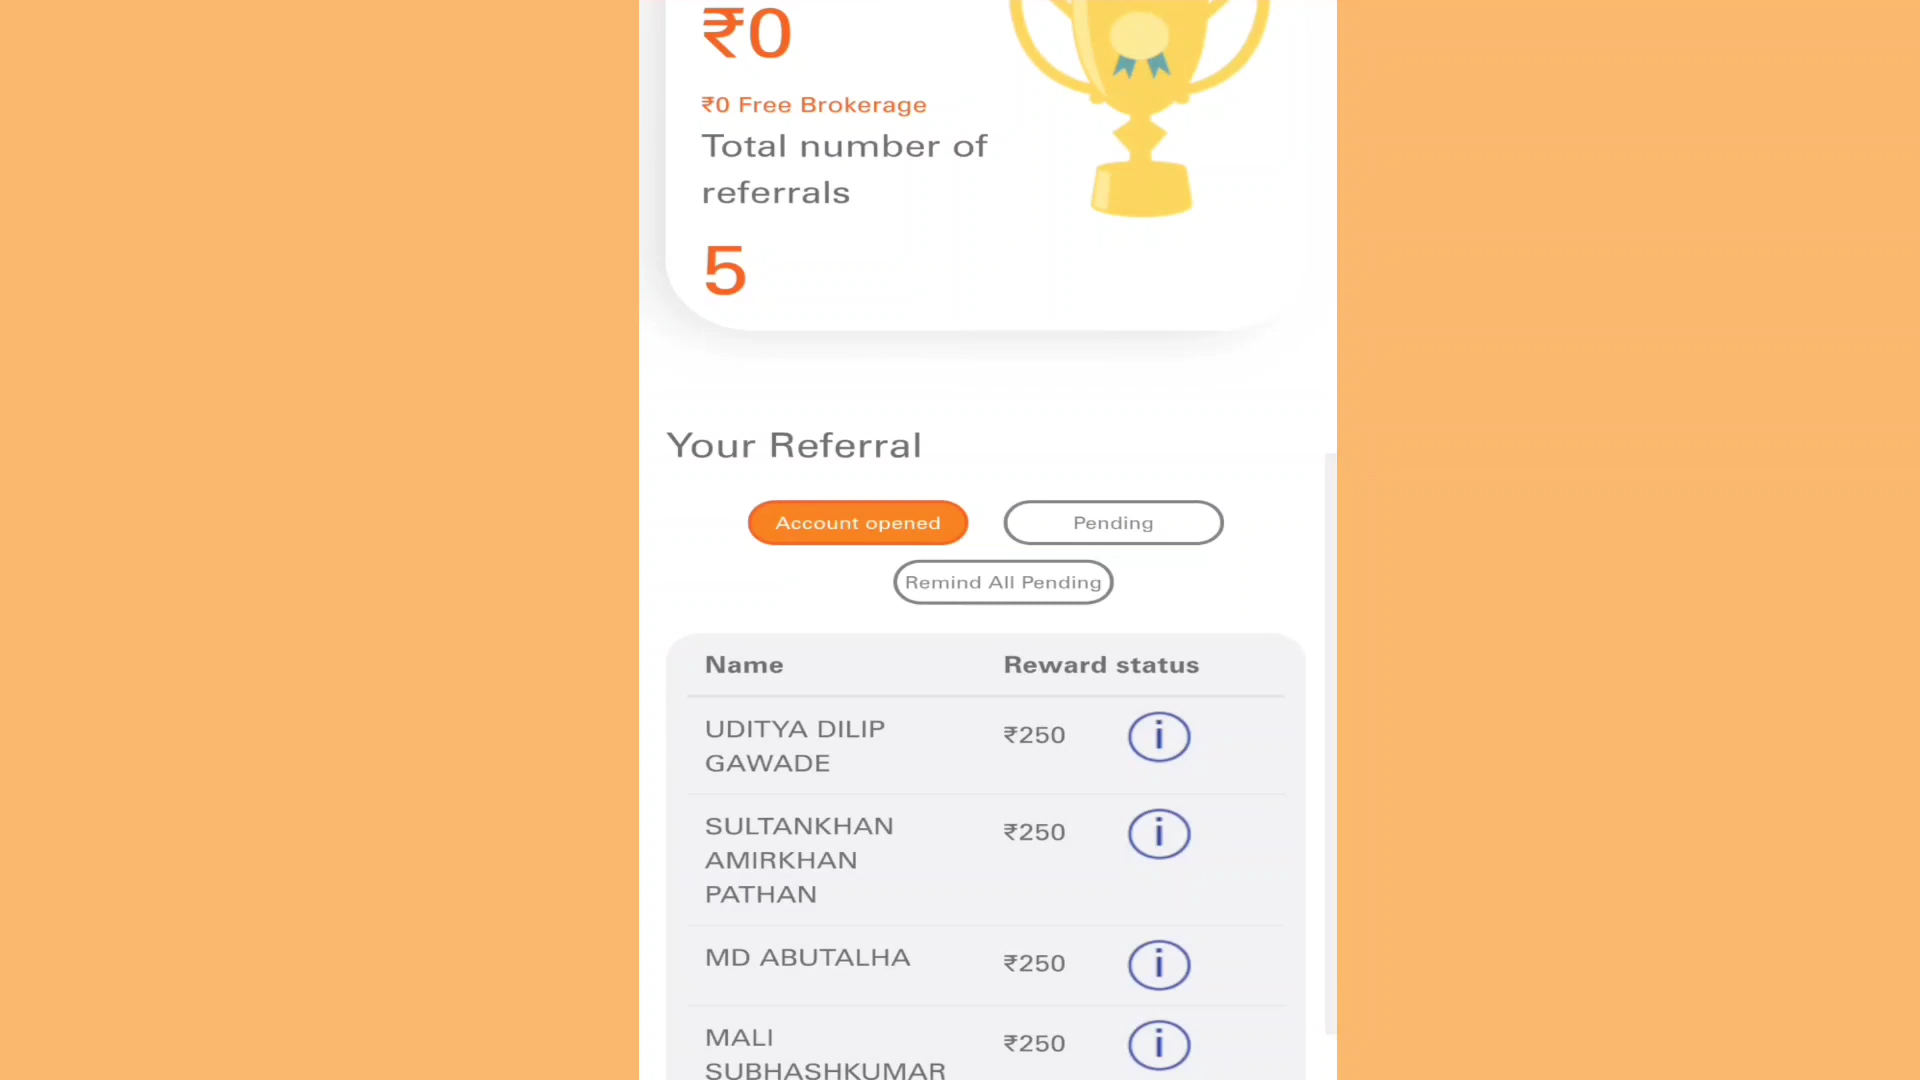 ₹0
₹0 Free Brokerage
Total number of
referrals
5
Your Referral
Account opened
Pending
Remind All Pending
Name
Reward status
UDITYA DILIP
GAWADE
₹250
i
SULTANKHAN
AMIRKHAN
PATHAN
₹250
i
MD ABUTALHA
₹250
i
MALI
SUBHASHKUMAR
₹250
i